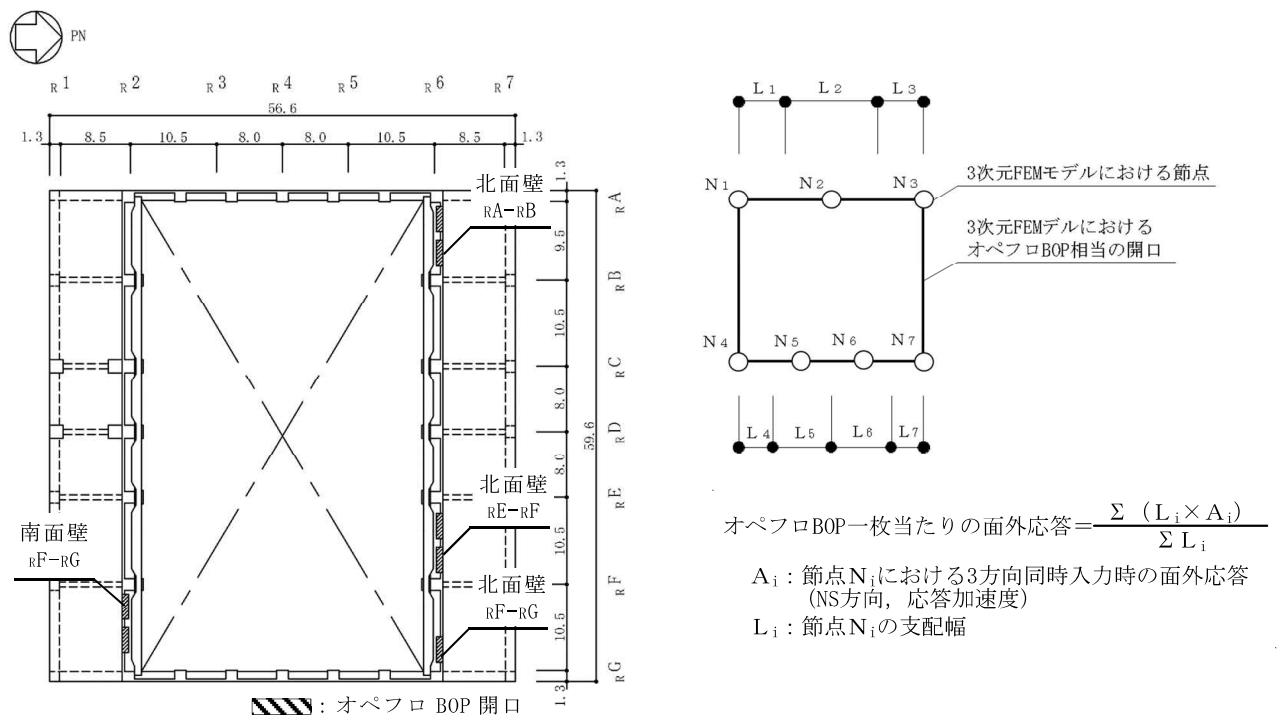 PN
R1 R2 R3 R4 R5 R6 R7
56.6
1.3 8.5 10.5 8.0 8.0 10.5 8.5 1.3
北面壁
RA-RB
北面壁
RE-RF
北面壁
RF-RG
南面壁
RF-RG
1.3
9.5
10.5
8.0
8.0
10.5
10.5
1.3
59.6
RA
RB
RC
RD
RE
RF
RG
:オペフロ BOP 開口
L1 L2 L3
N1 N2 N3
3次元FEMモデルにおける節点
3次元FEMデルにおける
オペフロBOP相当の開口
N4 N5 N6 N7
L4 L5 L6 L7
オペフロBOP一枚当たりの面外応答=Σ(Li×Ai)
ΣLi
Ai:節点Niにおける3方向同時入力時の面外応答
(NS方向,応答加速度)
Li:節点Niの支配幅